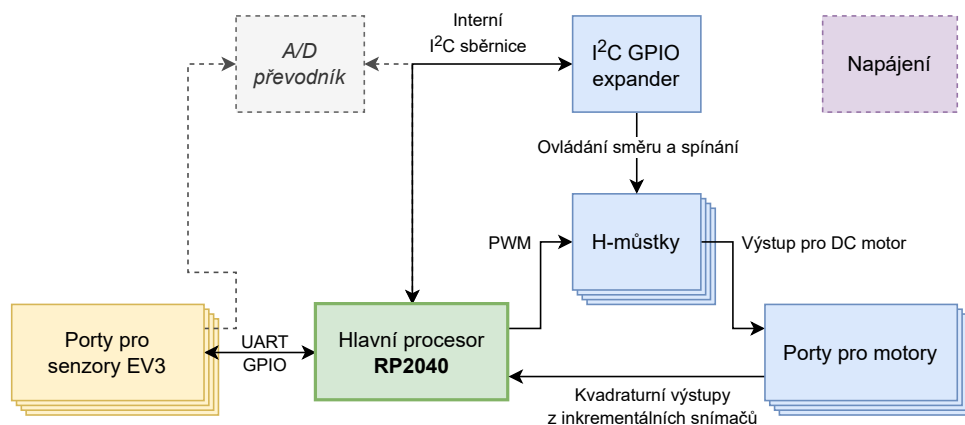 A/D
převodník
Interní
I²C sběrnice
I²C GPIO
expander
Napájení
Ovládání směru a spínání
PWM
H-můstky
Výstup pro DC motor
Porty pro
senzory EV3
UART
GPIO
Hlavní procesor
RP2040
Porty pro motory
Kvadraturní výstupy
z inkrementálních snímačů